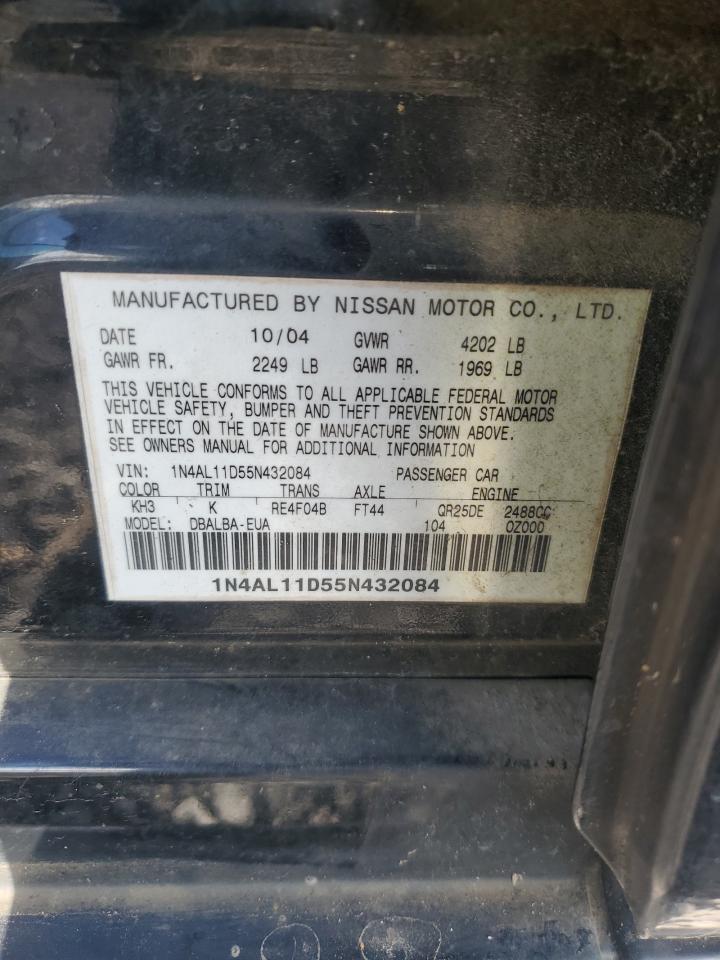 MANUFACTURED BY NISSAN MOTOR CO., LTD.
DATE 10/04 GVWR 4202 LB
GAWR FR. 2249 LB GAWR RR. 1969 LB
THIS VEHICLE CONFORMS TO ALL APPLICABLE FEDERAL MOTOR
VEHICLE SAFETY, BUMPER AND THEFT PREVENTION STANDARDS
IN EFFECT ON THE DATE OF MANUFACTURE SHOWN ABOVE.
SEE OWNERS MANUAL FOR ADDITIONAL INFORMATION
VIN: 1N4AL11D55N432084 PASSENGER CAR
COLOR TRIM TRANS AXLE ENGINE
KH3 K RE4F04B FT44 QR25DE 2488CC
MODEL: DBALBA-EUA 104 0Z000
1N4AL11D55N432084